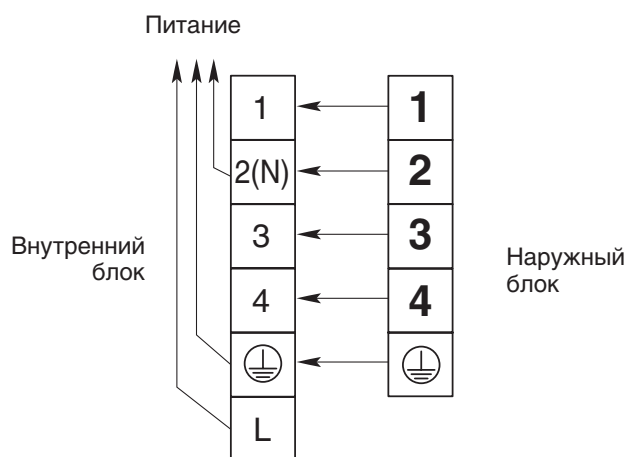 Питание
1 1
2(N) 2
3 3
Внутренний
блок
Наружный
блок
4 4
L